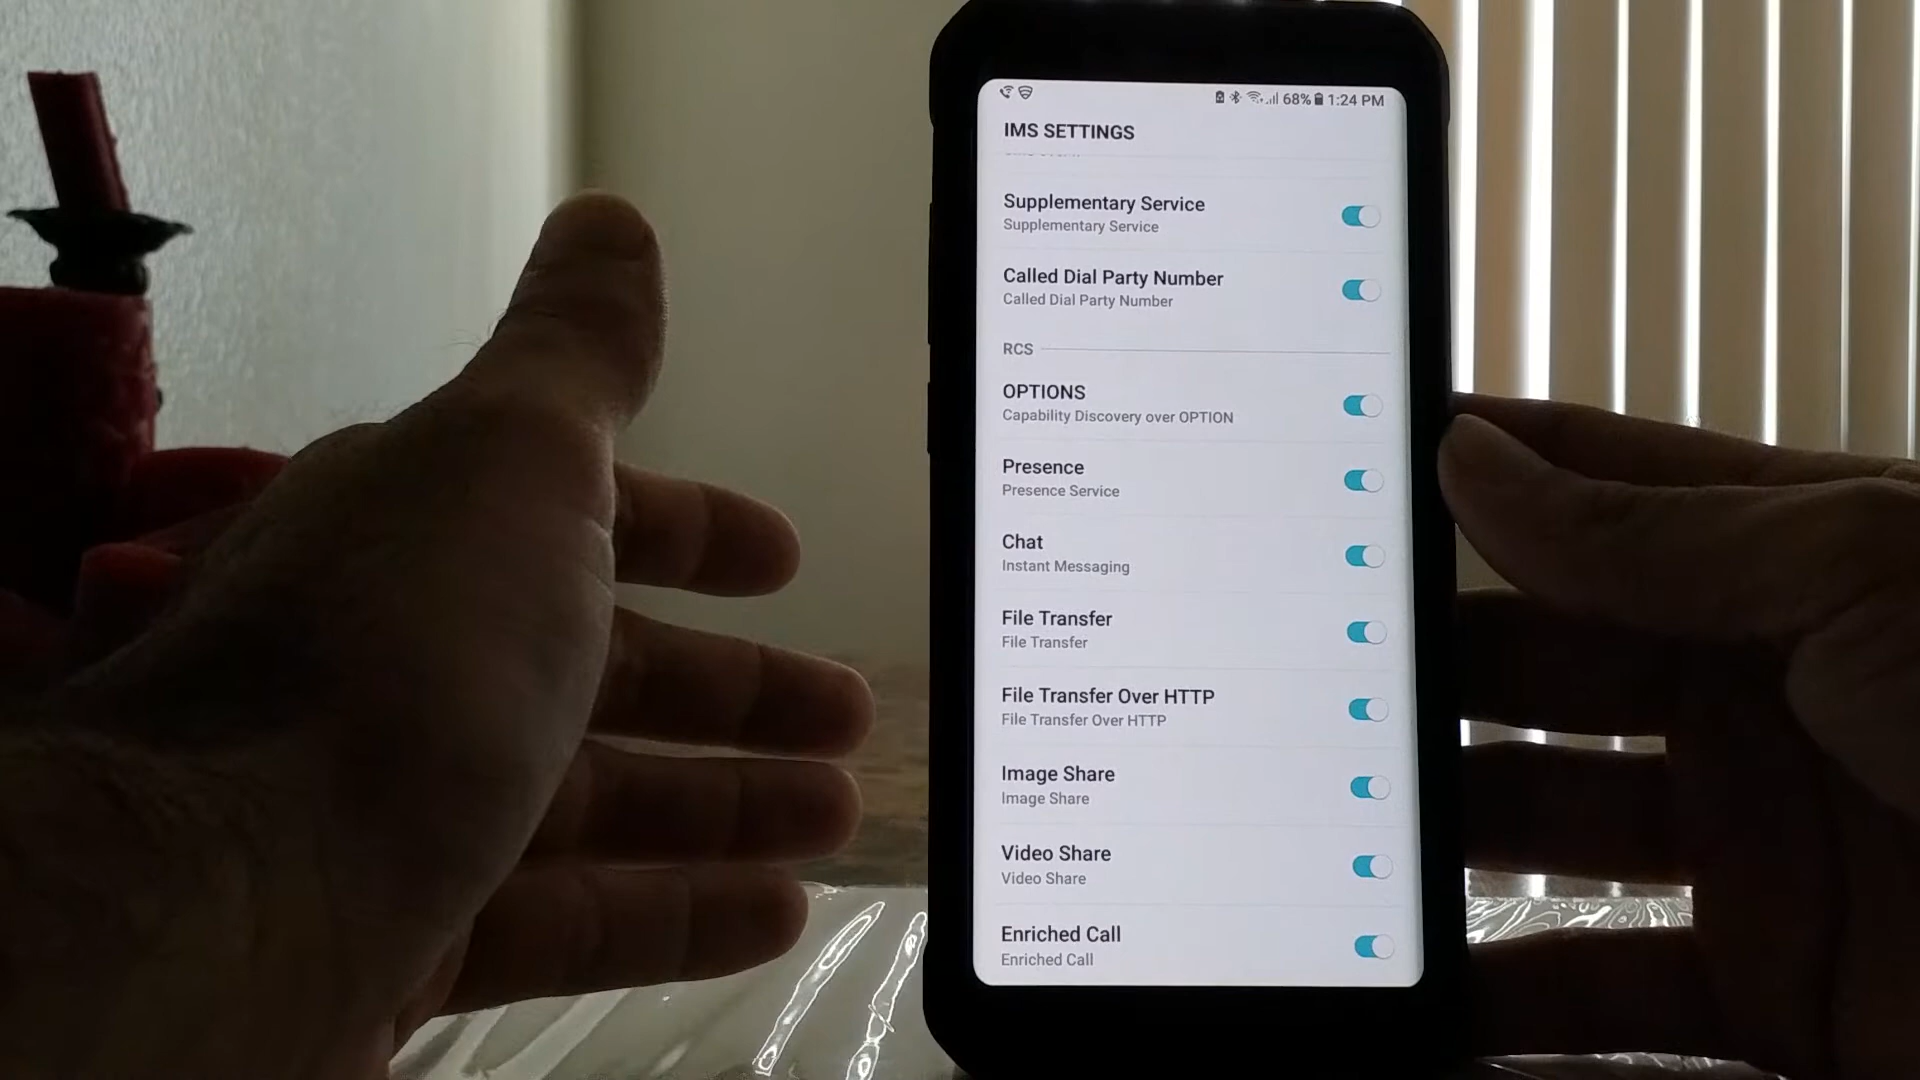 68% 1:24 PM
IMS SETTINGS
Supplementary Service
Supplementary Service
Called Dial Party Number
Called Dial Party Number
RCS
OPTIONS
Capability Discovery over OPTION
Presence
Presence Service
Chat
Instant Messaging
File Transfer
File Transfer
File Transfer Over HTTP
File Transfer Over HTTP
Image Share
Image Share
Video Share
Video Share
Enriched Call
Enriched Call